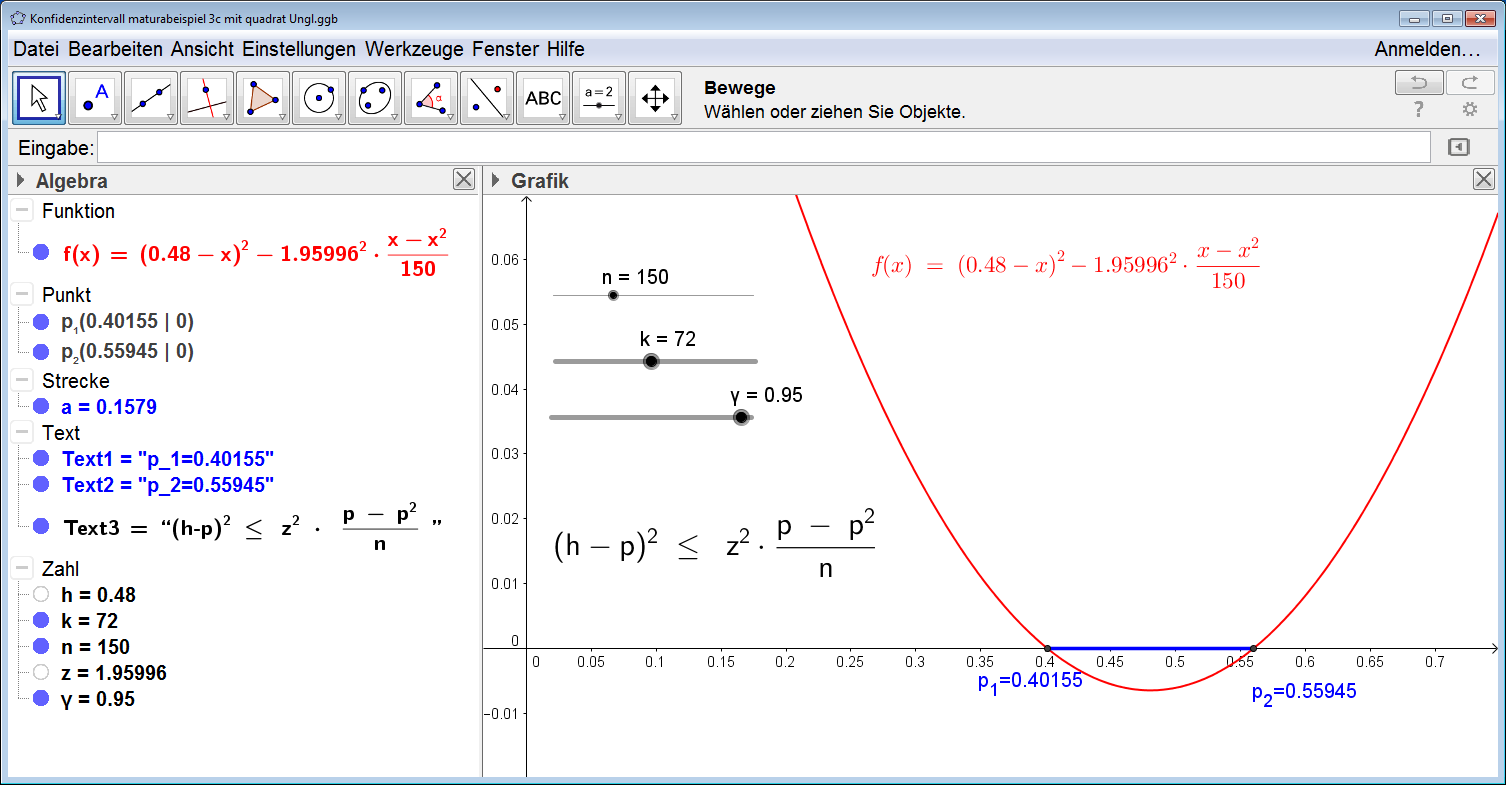 Konfidenzintervall maturabeispiel 3c mit quadrat Ungl.ggb
Datei Bearbeiten Ansicht Einstellungen Werkzeuge Fenster Hilfe Anmelden…
A
α
ABC
a=2
Bewege
Wählen oder ziehen Sie Objekte.
?
Eingabe:
Algebra
Funktion
f(x) = (0.48 − x)² − 1.95996² · (x − x²)/150
Punkt
p₁(0.40155 | 0)
p₂(0.55945 | 0)
Strecke
a = 0.1579
Text
Text1 = "p_1=0.40155"
Text2 = "p_2=0.55945"
Text3 = “(h-p)² ≤ z² · (p − p²)/n ”
Zahl
h = 0.48
k = 72
n = 150
z = 1.95996
γ = 0.95
Grafik
f(x) = (0.48 − x)² − 1.95996² · (x − x²)/150
n = 150
k = 72
γ = 0.95
(h − p)² ≤ z² · (p − p²)/n
0.06
0.05
0.04
0.03
0.02
0.01
0
−0.01
0 0.05 0.1 0.15 0.2 0.25 0.3 0.35 0.4 0.45 0.5 0.55 0.6 0.65 0.7
p₁=0.40155
p₂=0.55945